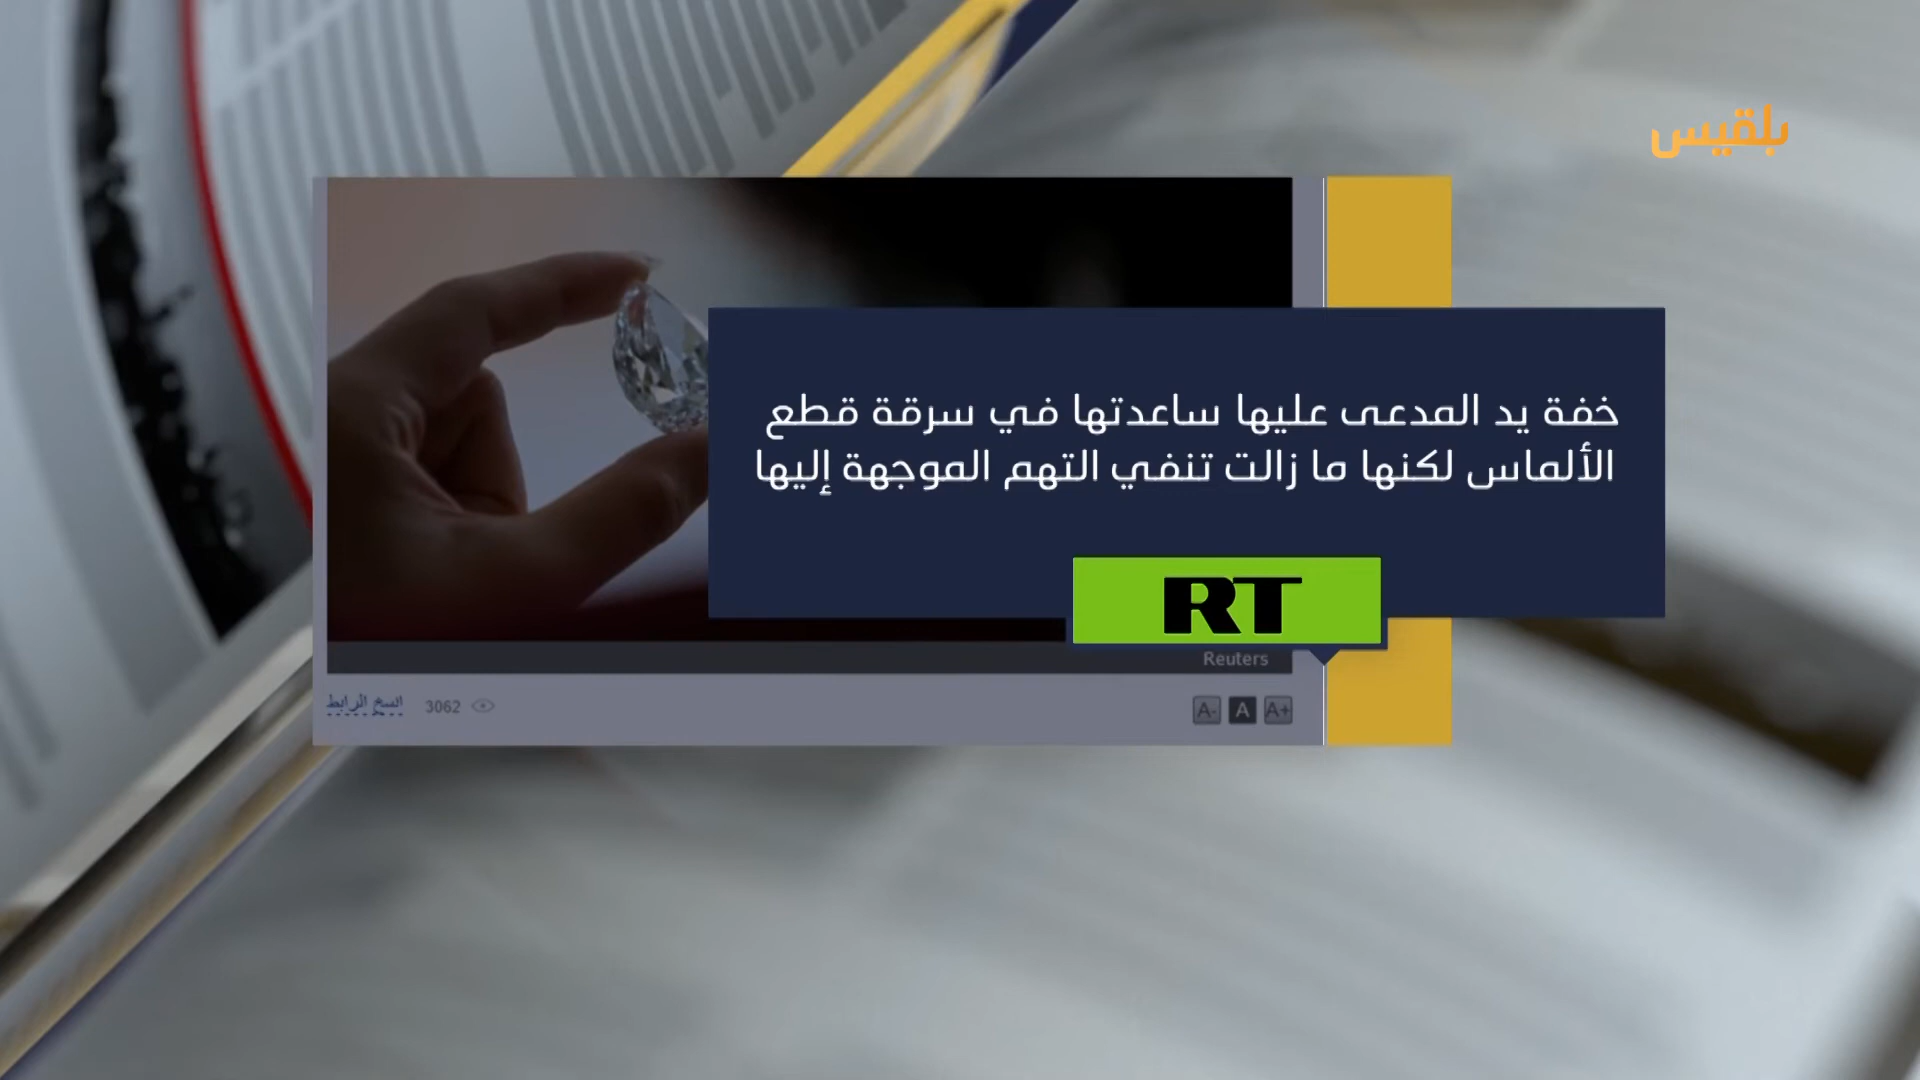 بلقيس
خفة يد المدعى عليها ساعدتها في سرقة قطع
الألماس لكنها ما زالت تنفي التهم الموجهة إليها
RT
Reuters
انسخ الرابط 3062 A- A A+